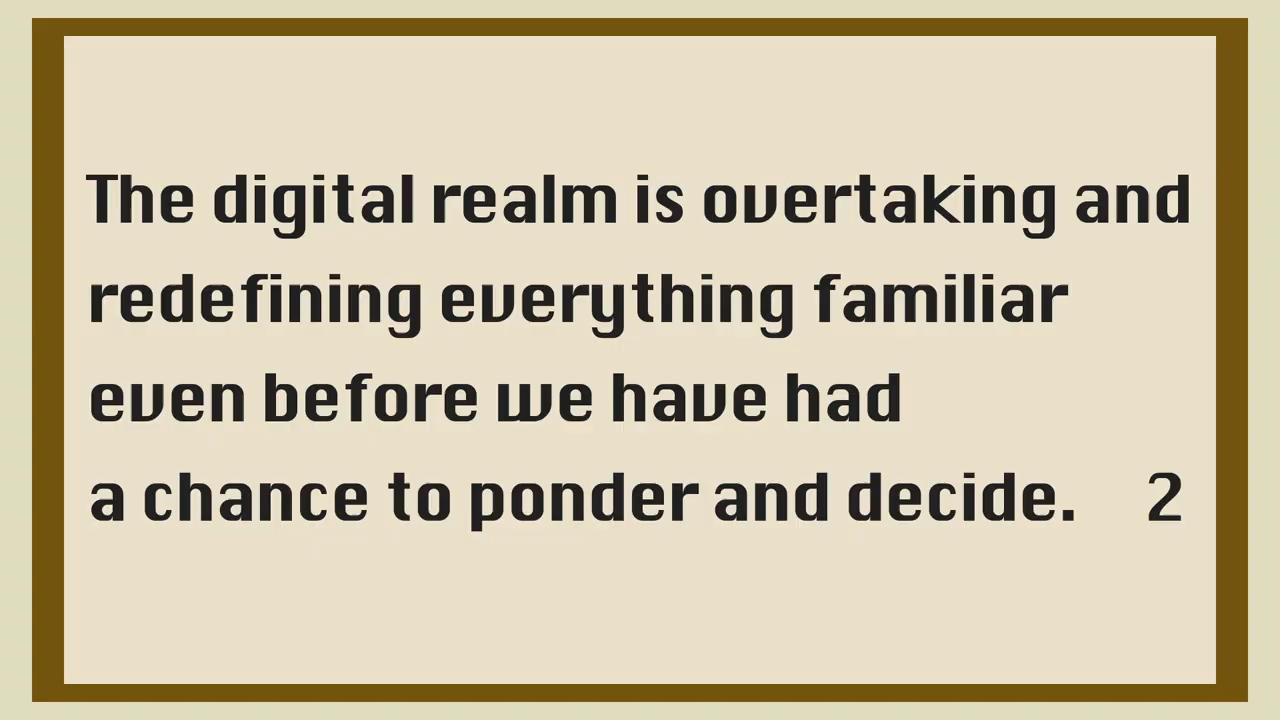 The digital realm is overtaking and
redefining everything familiar
even before we have had
a chance to ponder and decide. 2